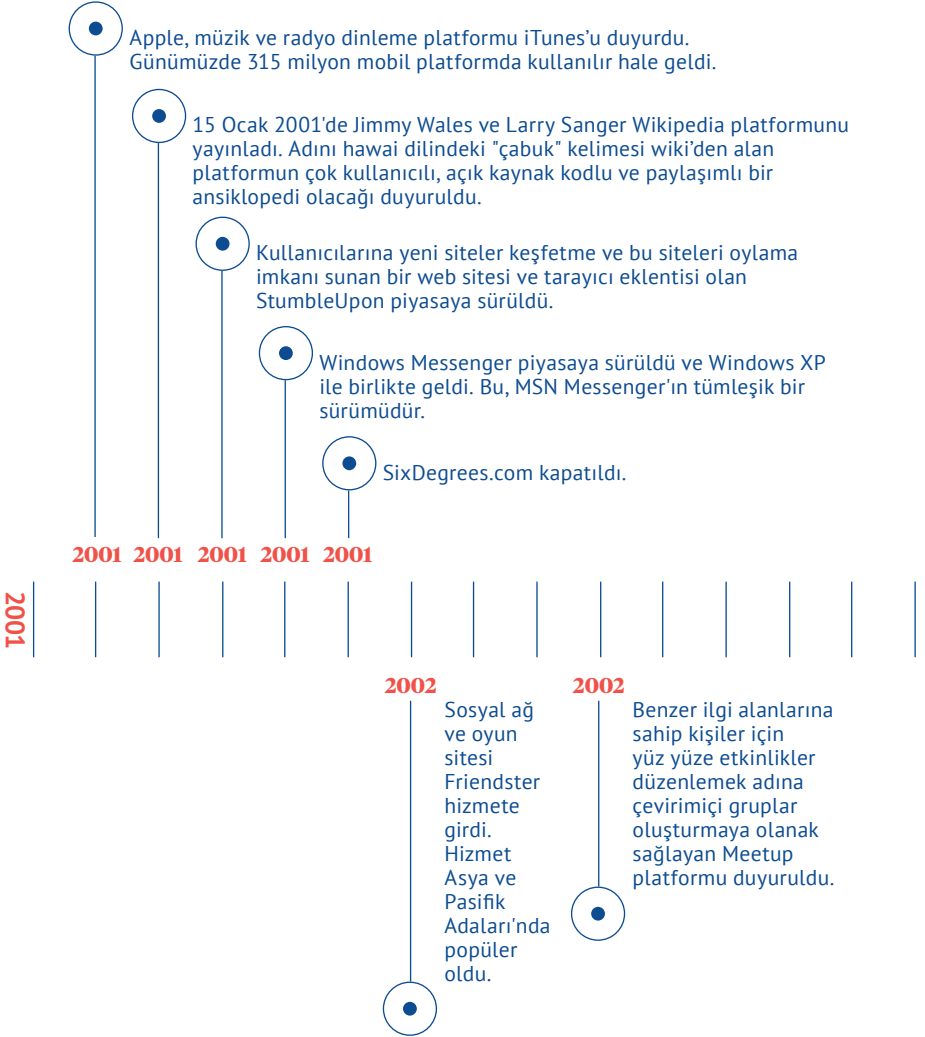 Apple, müzik ve radyo dinleme platformu iTunes’u duyurdu.
Günümüzde 315 milyon mobil platformda kullanılır hale geldi.
15 Ocak 2001'de Jimmy Wales ve Larry Sanger Wikipedia platformunu
yayınladı. Adını hawai dilindeki "çabuk" kelimesi wiki’den alan
platformun çok kullanıcılı, açık kaynak kodlu ve paylaşımlı bir
ansiklopedi olacağı duyuruldu.
Kullanıcılarına yeni siteler keşfetme ve bu siteleri oylama
imkanı sunan bir web sitesi ve tarayıcı eklentisi olan
StumbleUpon piyasaya sürüldü.
Windows Messenger piyasaya sürüldü ve Windows XP
ile birlikte geldi. Bu, MSN Messenger'ın tümleşik bir
sürümüdür.
SixDegrees.com kapatıldı.
2001 2001 2001 2001 2001
2001
2002
Sosyal ağ
ve oyun
sitesi
Friendster
hizmete
girdi.
Hizmet
Asya ve
Pasifik
Adaları'nda
popüler
oldu.
2002
Benzer ilgi alanlarına
sahip kişiler için
yüz yüze etkinlikler
düzenlemek adına
çevirimiçi gruplar
oluşturmaya olanak
sağlayan Meetup
platformu duyuruldu.